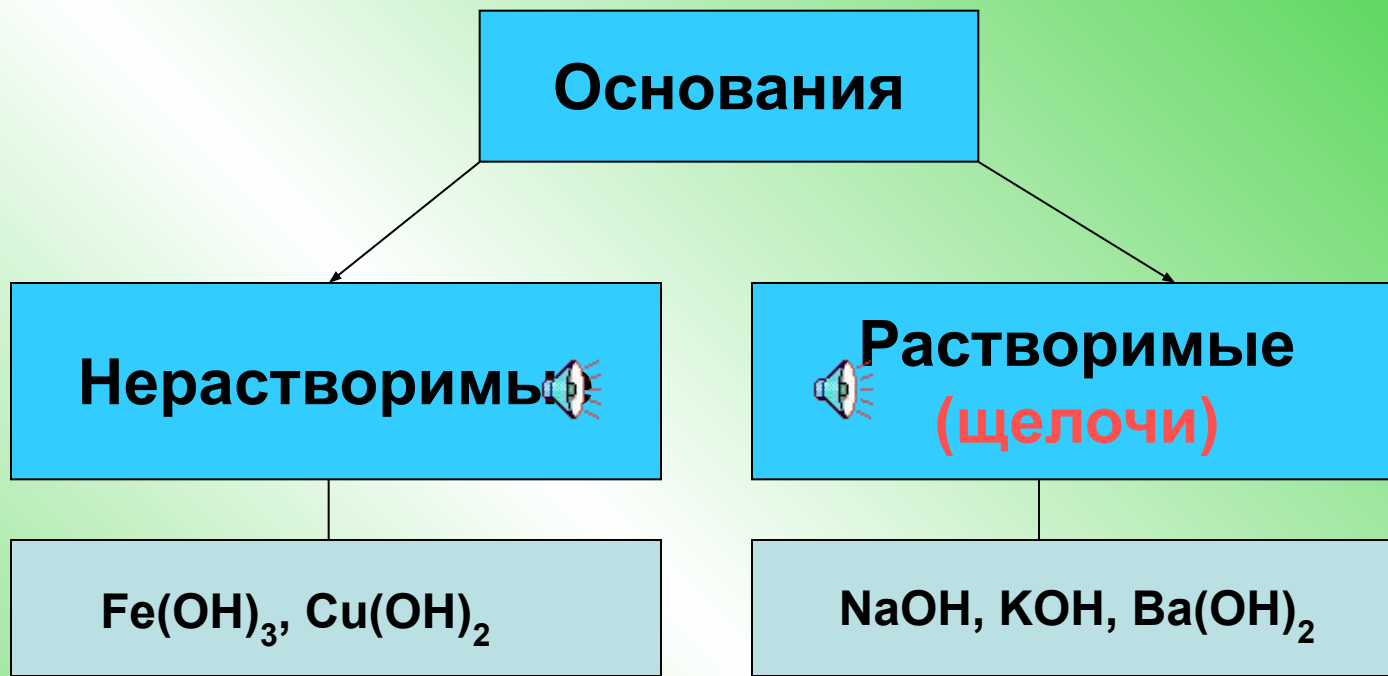 Основания
Нерастворимые
Растворимые
(щелочи)
Fe(OH)₃, Cu(OH)₂
NaOH, KOH, Ba(OH)₂